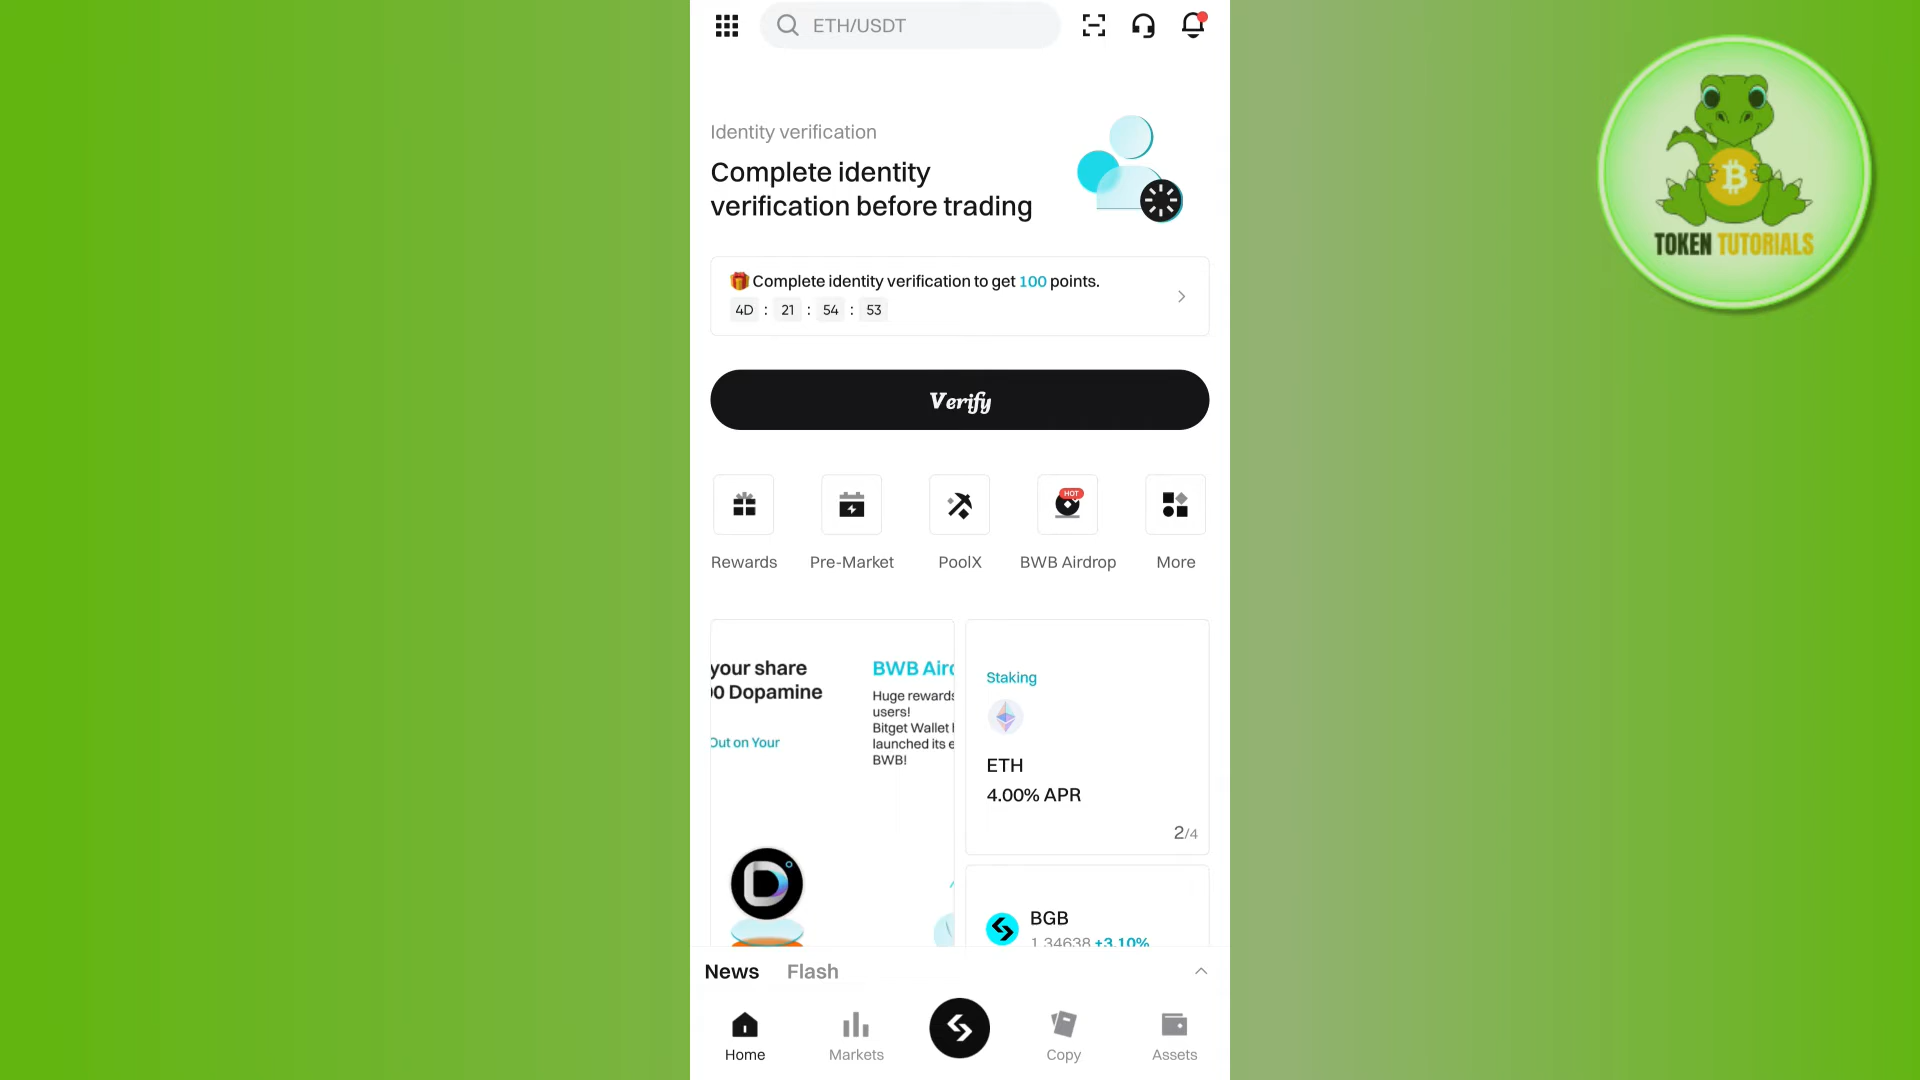 ETH/USDT
Identity verification
Complete identity
verification before trading
Complete identity verification to get 100 points.
4D : 21 : 54 : 53
Verify
HOT
Rewards
Pre-Market
PoolX
BWB Airdrop
More
your share
00 Dopamine
Out on Your
BWB Aird
Huge rewards
users!
Bitget Wallet
launched its e
BWB!
Staking
ETH
4.00% APR
2/4
BGB
1.34638 +3.10%
News
Flash
Home
Markets
Copy
Assets
TOKEN TUTORIALS